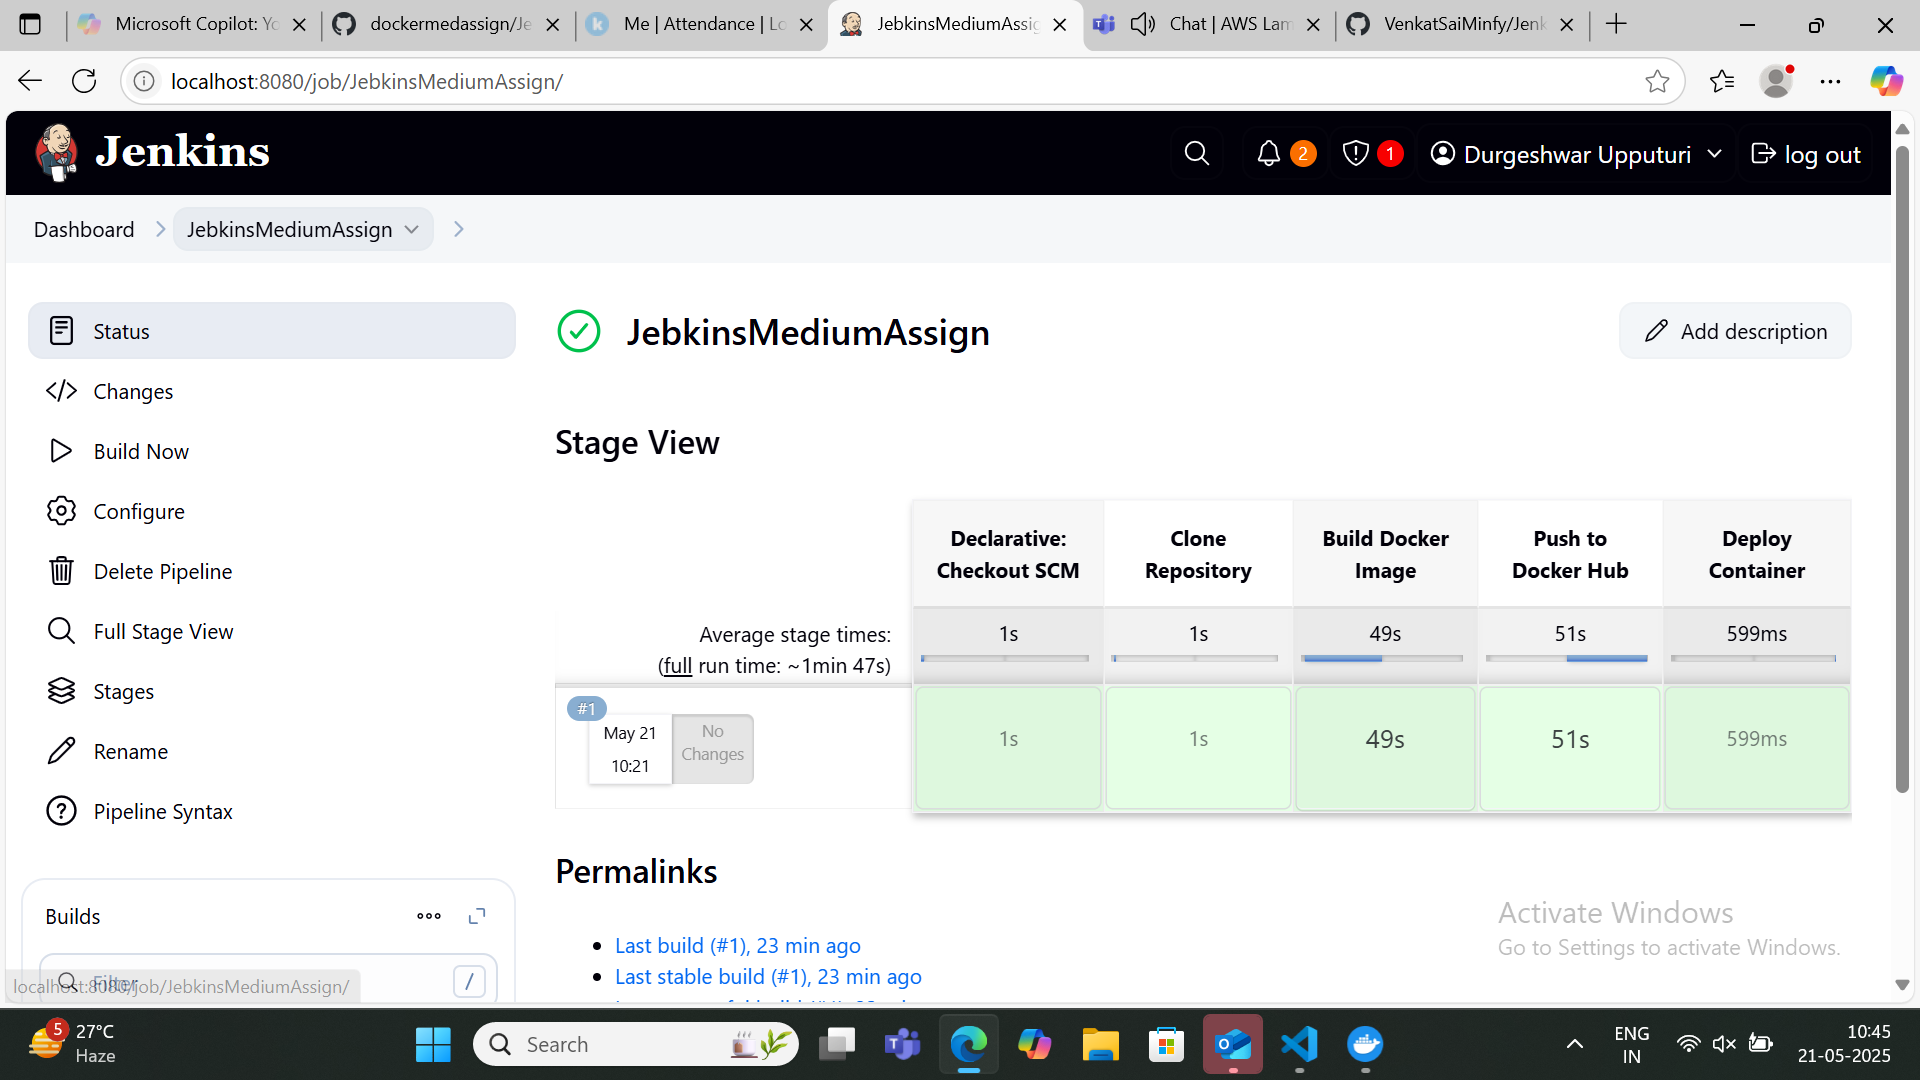 Microsoft Copilot: Yo
dockermedassign/Je
Me | Attendance | Lo
JebkinsMediumAssig
Chat | AWS Lam
VenkatSaiMinfy/Jenk
localhost:8080/job/JebkinsMediumAssign/
Jenkins
2
1
Durgeshwar Upputuri
log out
Dashboard
JebkinsMediumAssign
Status
Changes
Build Now
Configure
Delete Pipeline
Full Stage View
Stages
Rename
Pipeline Syntax
Builds
Filter
/
localhost:8080/job/JebkinsMediumAssign/
JebkinsMediumAssign
Add description
Stage View
Declarative: Checkout SCM
Clone Repository
Build Docker Image
Push to Docker Hub
Deploy Container
Average stage times:
(full run time: ~1min 47s)
1s
1s
49s
51s
599ms
#1
May 21
10:21
No Changes
1s
1s
49s
51s
599ms
Permalinks
Last build (#1), 23 min ago
Last stable build (#1), 23 min ago
Activate Windows
Go to Settings to activate Windows.
5
27°C
Haze
Search
ENG
IN
10:45
21-05-2025